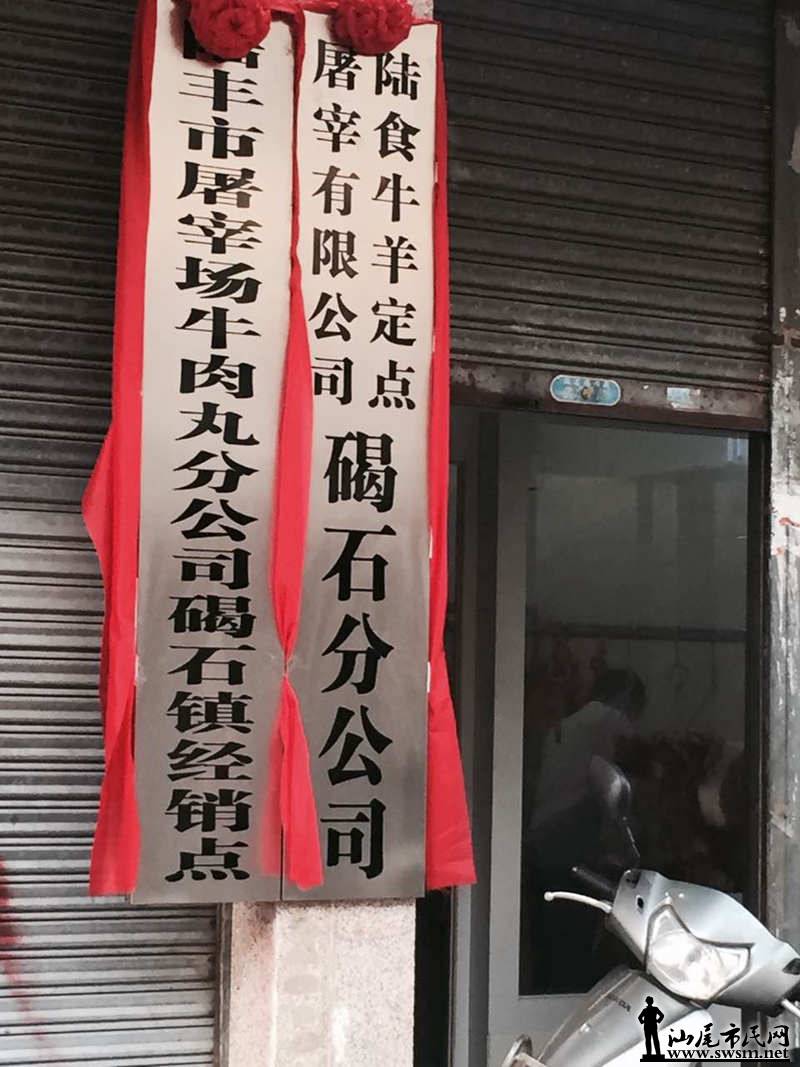 陆食牛羊定点
屠宰有限公司
碣石分公司
陆丰市屠宰场牛肉丸分公司碣石镇经销点
汕尾市民网
www.swsm.net